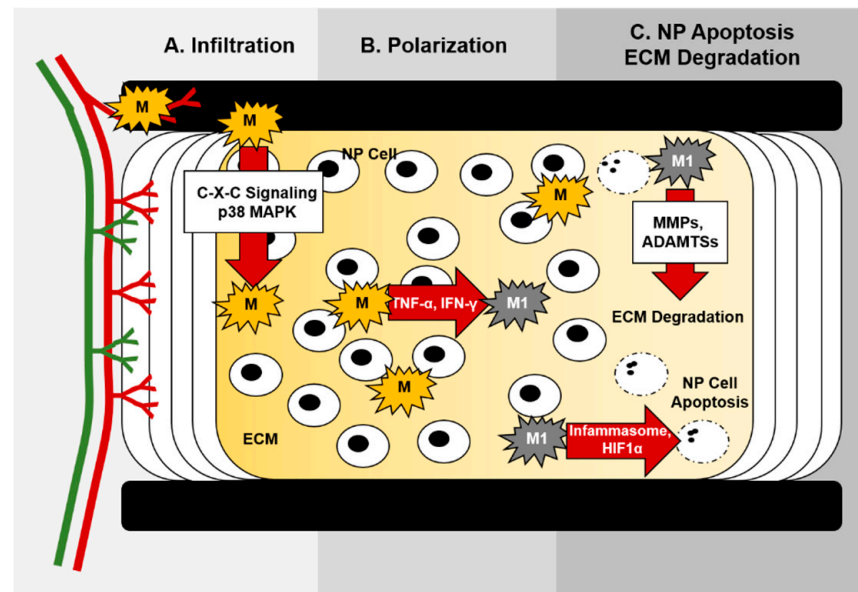 A. Infiltration
B. Polarization
C. NP Apoptosis
ECM Degradation
M
M
NP Cell
M1
M
C-X-C Signaling
p38 MAPK
MMPs,
ADAMTSs
M
M
TNF-α, IFN-γ
M1
ECM Degradation
M
NP Cell
Apoptosis
ECM
M1
Infammasome,
HIF1α